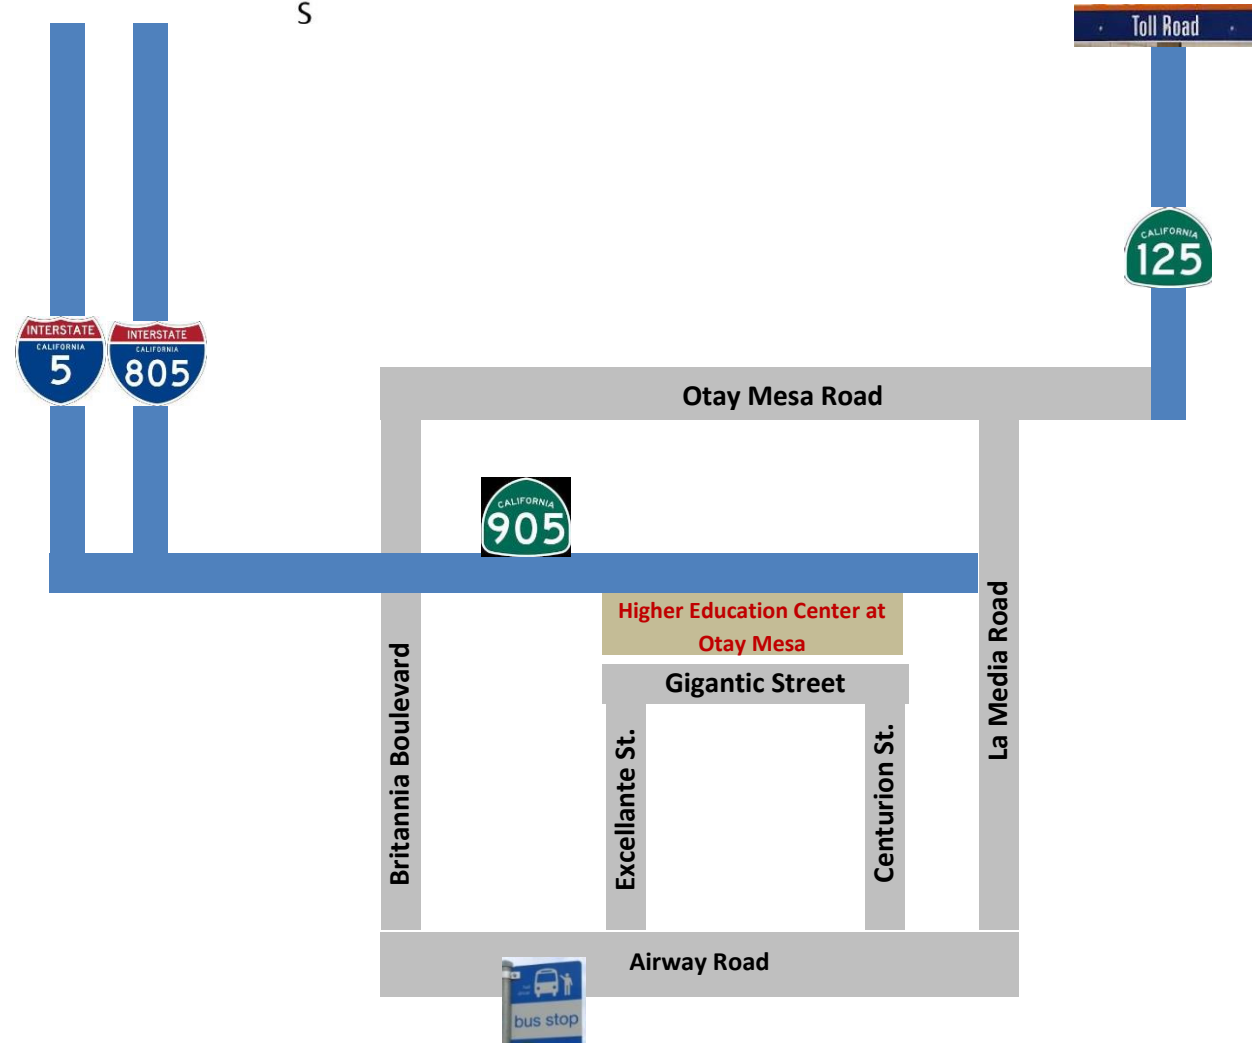 S
Toll Road
CALIFORNIA
125
INTERSTATE
CALIFORNIA
5
INTERSTATE
CALIFORNIA
805
Otay Mesa Road
CALIFORNIA
905
Higher Education Center at
Otay Mesa
Gigantic Street
Britannia Boulevard
Excellante St.
Centurion St.
La Media Road
Airway Road
bus stop